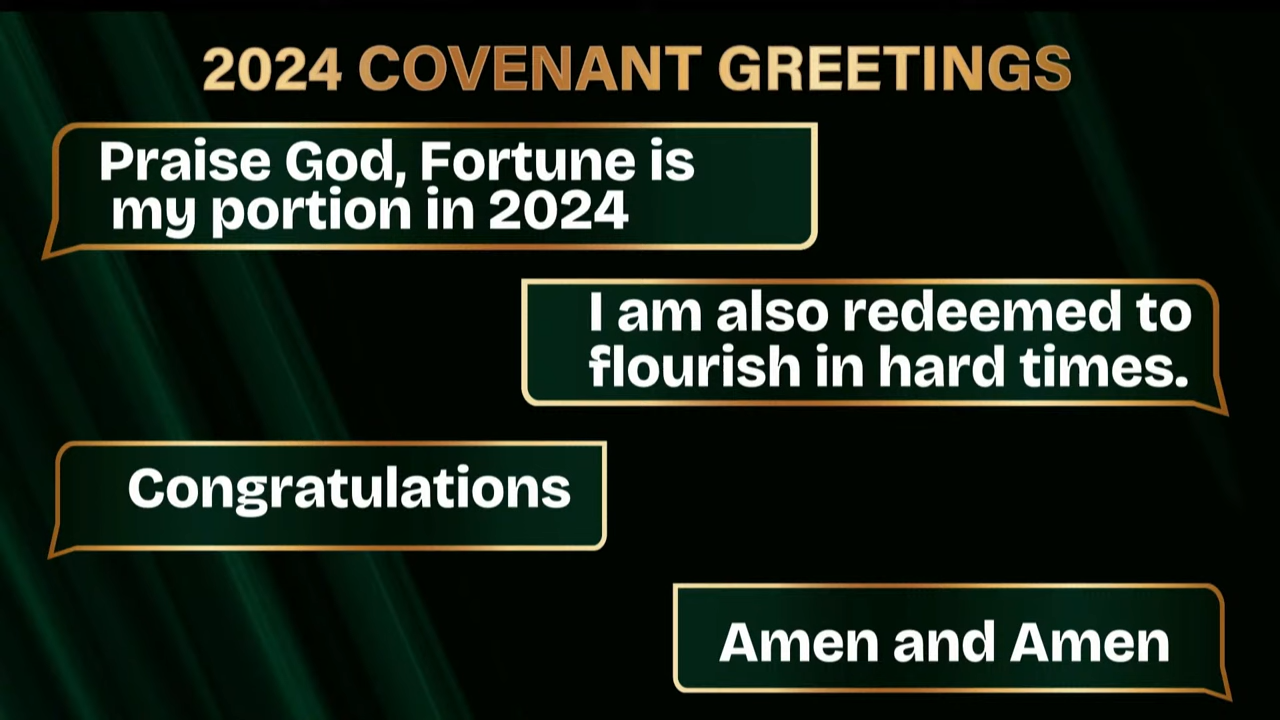 2024 COVENANT GREETINGS
Praise God, Fortune is
my portion in 2024
I am also redeemed to
flourish in hard times.
Congratulations
Amen and Amen